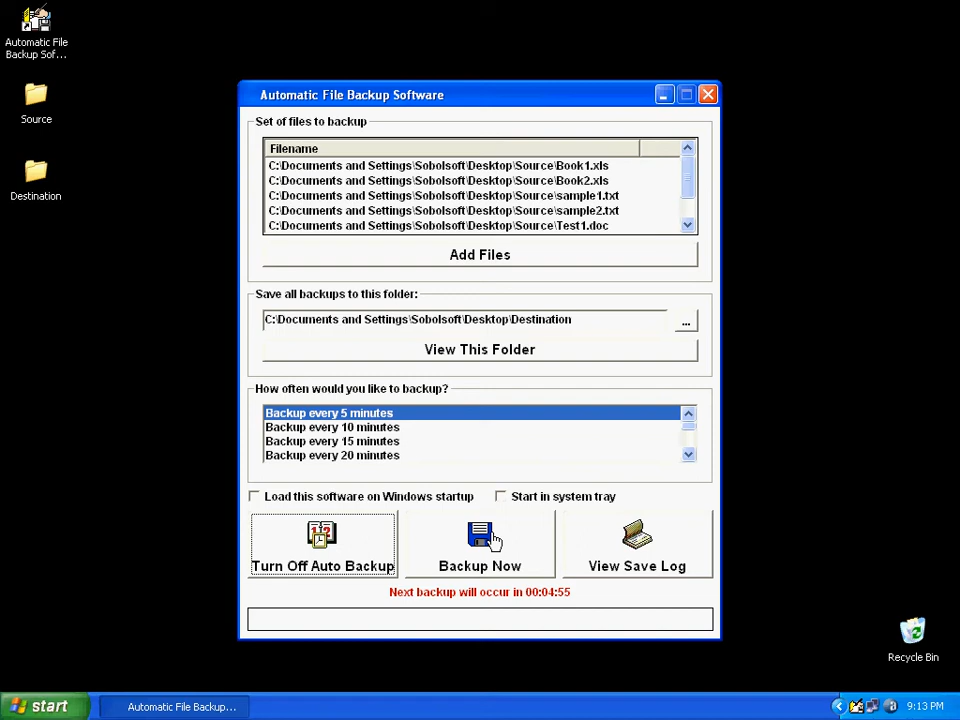 Automatic File
Backup Sof...
Source
Destination
Automatic File Backup Software
Set of files to backup
Filename
C:\Documents and Settings\Sobolsoft\Desktop\Source\Book1.xls
C:\Documents and Settings\Sobolsoft\Desktop\Source\Book2.xls
C:\Documents and Settings\Sobolsoft\Desktop\Source\sample1.txt
C:\Documents and Settings\Sobolsoft\Desktop\Source\sample2.txt
C:\Documents and Settings\Sobolsoft\Desktop\Source\Test1.doc
Add Files
Save all backups to this folder:
C:\Documents and Settings\Sobolsoft\Desktop\Destination
...
View This Folder
How often would you like to backup?
Backup every 5 minutes
Backup every 10 minutes
Backup every 15 minutes
Backup every 20 minutes
Load this software on Windows startup
Start in system tray
Turn Off Auto Backup
Backup Now
View Save Log
Next backup will occur in 00:04:55
Recycle Bin
start
Automatic File Backup...
9:13 PM